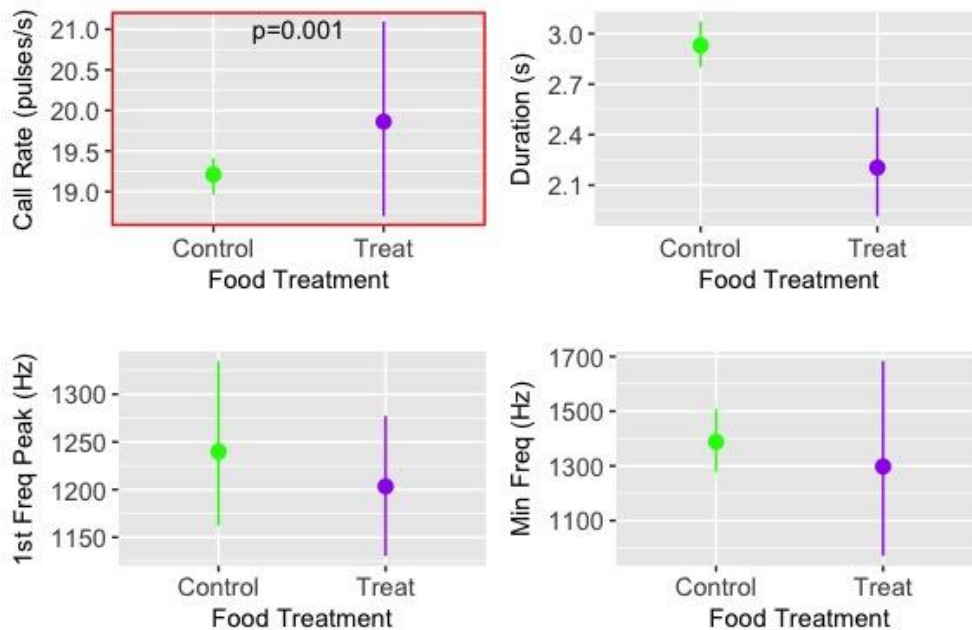 Call Rate (pulses/s)
21.0
20.5
20.0
19.5
19.0
p=0.001
Control
Treat
Food Treatment
Duration (s)
3.0
2.7
2.4
2.1
Control
Treat
Food Treatment
1st Freq Peak (Hz)
1300
1250
1200
1150
Control
Treat
Food Treatment
Min Freq (Hz)
1700
1500
1300
1100
Control
Treat
Food Treatment